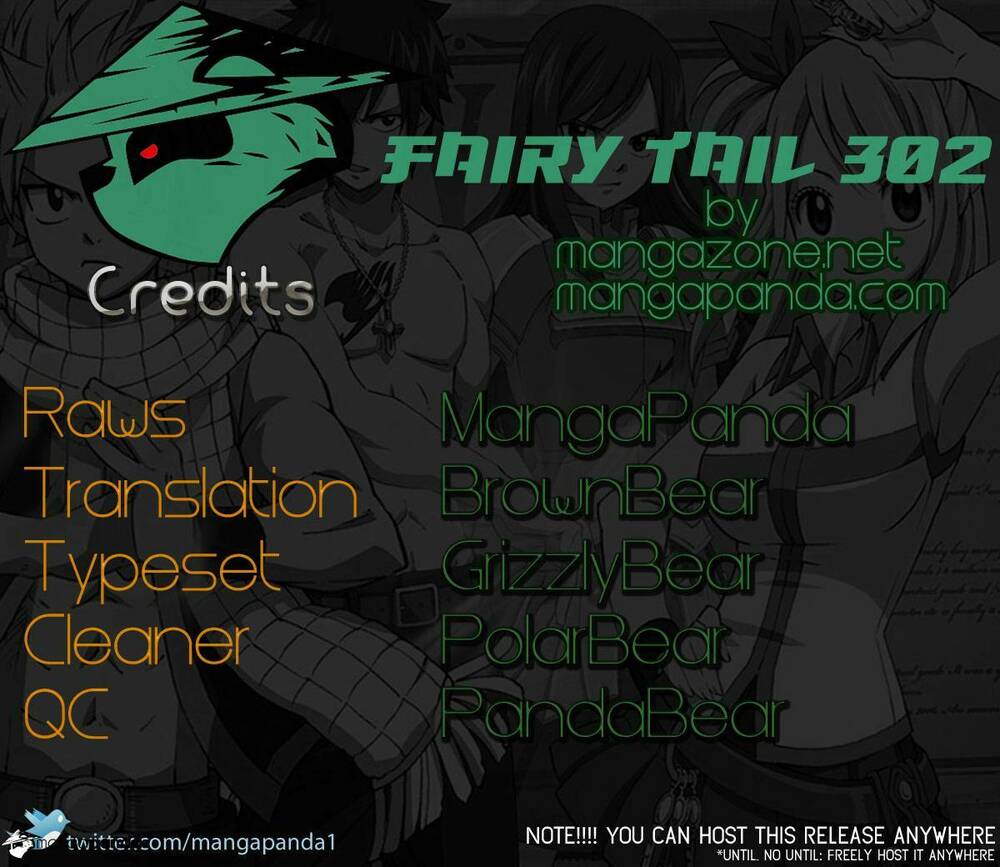 FAIRY TAIL 302
by
mangazone.net
mangapanda.com
Credits
Raws MangaPanda
Translation BrownBear
Typeset GrizzlyBear
Cleaner PolarBear
QC PandaBear
twitter.com/mangapanda1
NOTE!!!! YOU CAN HOST THIS RELEASE ANYWHERE
*UNTIL NO UNTIL: FREELY HOST IT ANYWHERE